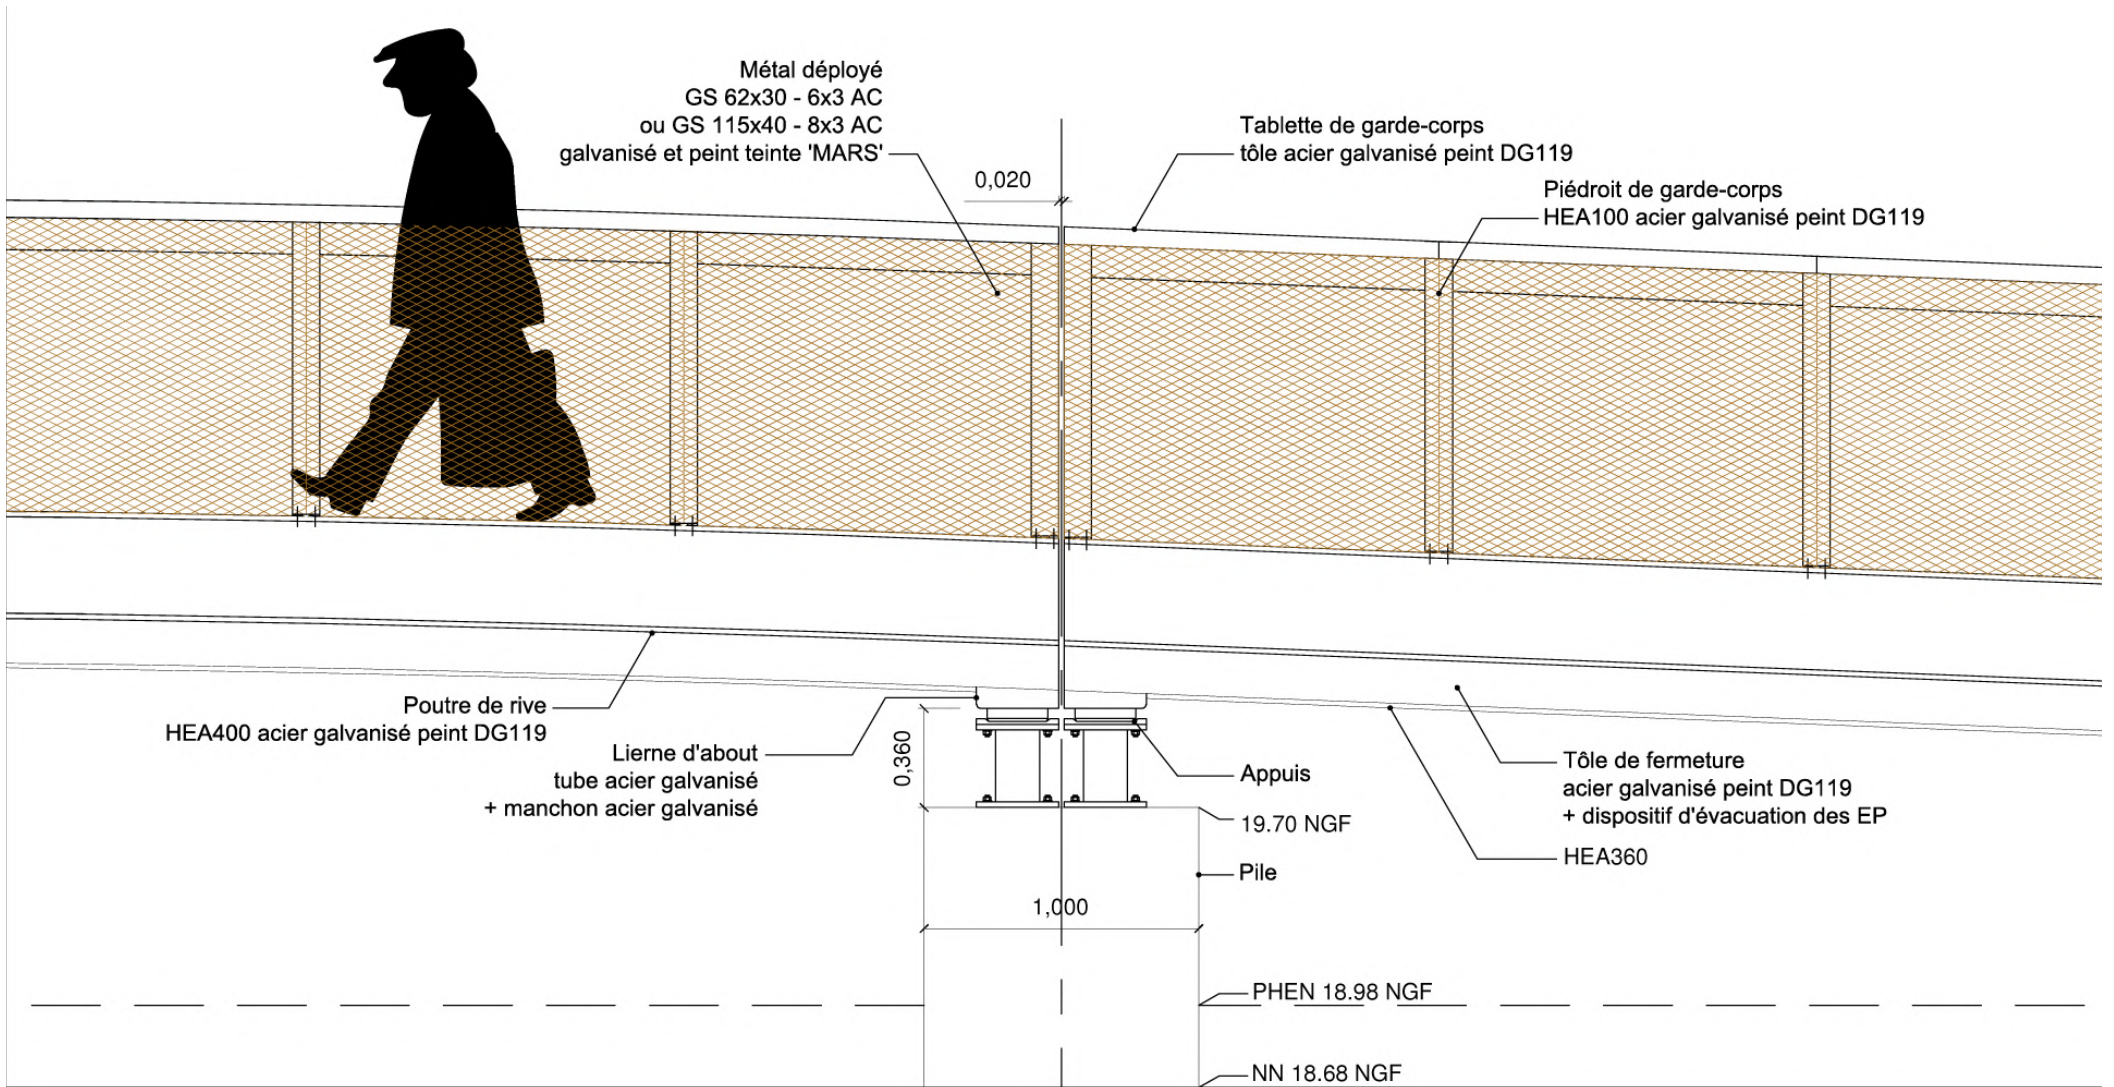 Métal déployé
GS 62x30 - 6x3 AC
ou GS 115x40 - 8x3 AC
galvanisé et peint teinte 'MARS'
0,020
Tablette de garde-corps
tôle acier galvanisé peint DG119
Piédroit de garde-corps
HEA100 acier galvanisé peint DG119
Poutre de rive
HEA400 acier galvanisé peint DG119
Lierne d'about
tube acier galvanisé
+ manchon acier galvanisé
0,360
Appuis
19.70 NGF
Pile
1,000
Tôle de fermeture
acier galvanisé peint DG119
+ dispositif d'évacuation des EP
HEA360
PHEN 18.98 NGF
NN 18.68 NGF